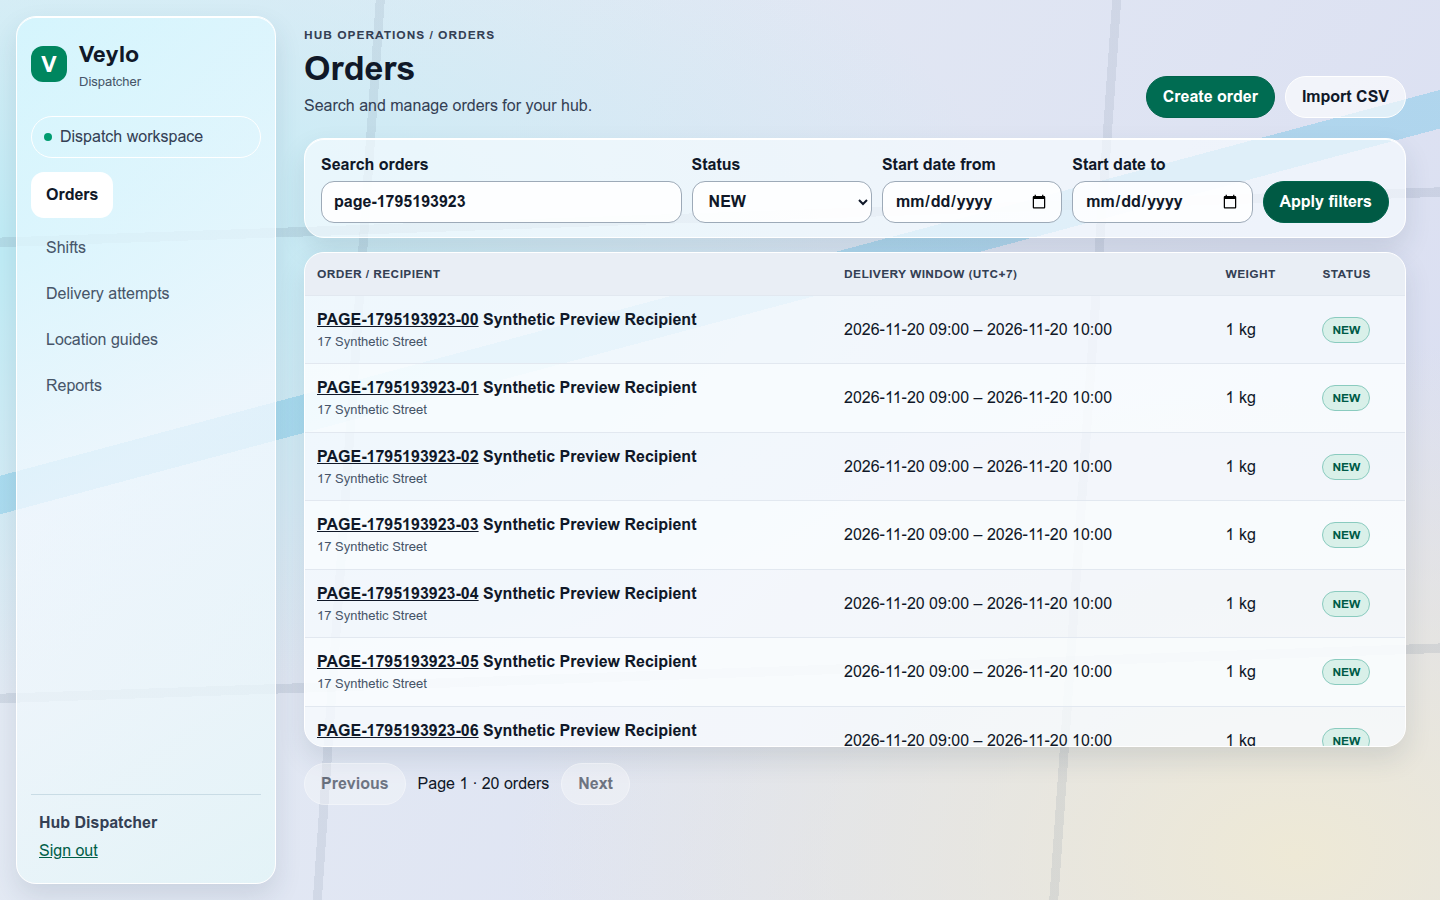 V
Veylo
Dispatcher
Dispatch workspace
Orders
Shifts
Delivery attempts
Location guides
Reports
Hub Dispatcher
Sign out
HUB OPERATIONS / ORDERS
Orders
Search and manage orders for your hub.
Create order
Import CSV
Search orders
Status
Start date from
Start date to
page-1795193923
NEW
mm/dd/yyyy
mm/dd/yyyy
Apply filters
ORDER / RECIPIENT DELIVERY WINDOW (UTC+7) WEIGHT STATUS
PAGE-1795193923-00 Synthetic Preview Recipient
17 Synthetic Street
2026-11-20 09:00 – 2026-11-20 10:00 1 kg NEW
PAGE-1795193923-01 Synthetic Preview Recipient
17 Synthetic Street
2026-11-20 09:00 – 2026-11-20 10:00 1 kg NEW
PAGE-1795193923-02 Synthetic Preview Recipient
17 Synthetic Street
2026-11-20 09:00 – 2026-11-20 10:00 1 kg NEW
PAGE-1795193923-03 Synthetic Preview Recipient
17 Synthetic Street
2026-11-20 09:00 – 2026-11-20 10:00 1 kg NEW
PAGE-1795193923-04 Synthetic Preview Recipient
17 Synthetic Street
2026-11-20 09:00 – 2026-11-20 10:00 1 kg NEW
PAGE-1795193923-05 Synthetic Preview Recipient
17 Synthetic Street
2026-11-20 09:00 – 2026-11-20 10:00 1 kg NEW
PAGE-1795193923-06 Synthetic Preview Recipient
2026-11-20 09:00 – 2026-11-20 10:00 1 kg NEW
Previous
Page 1 · 20 orders
Next